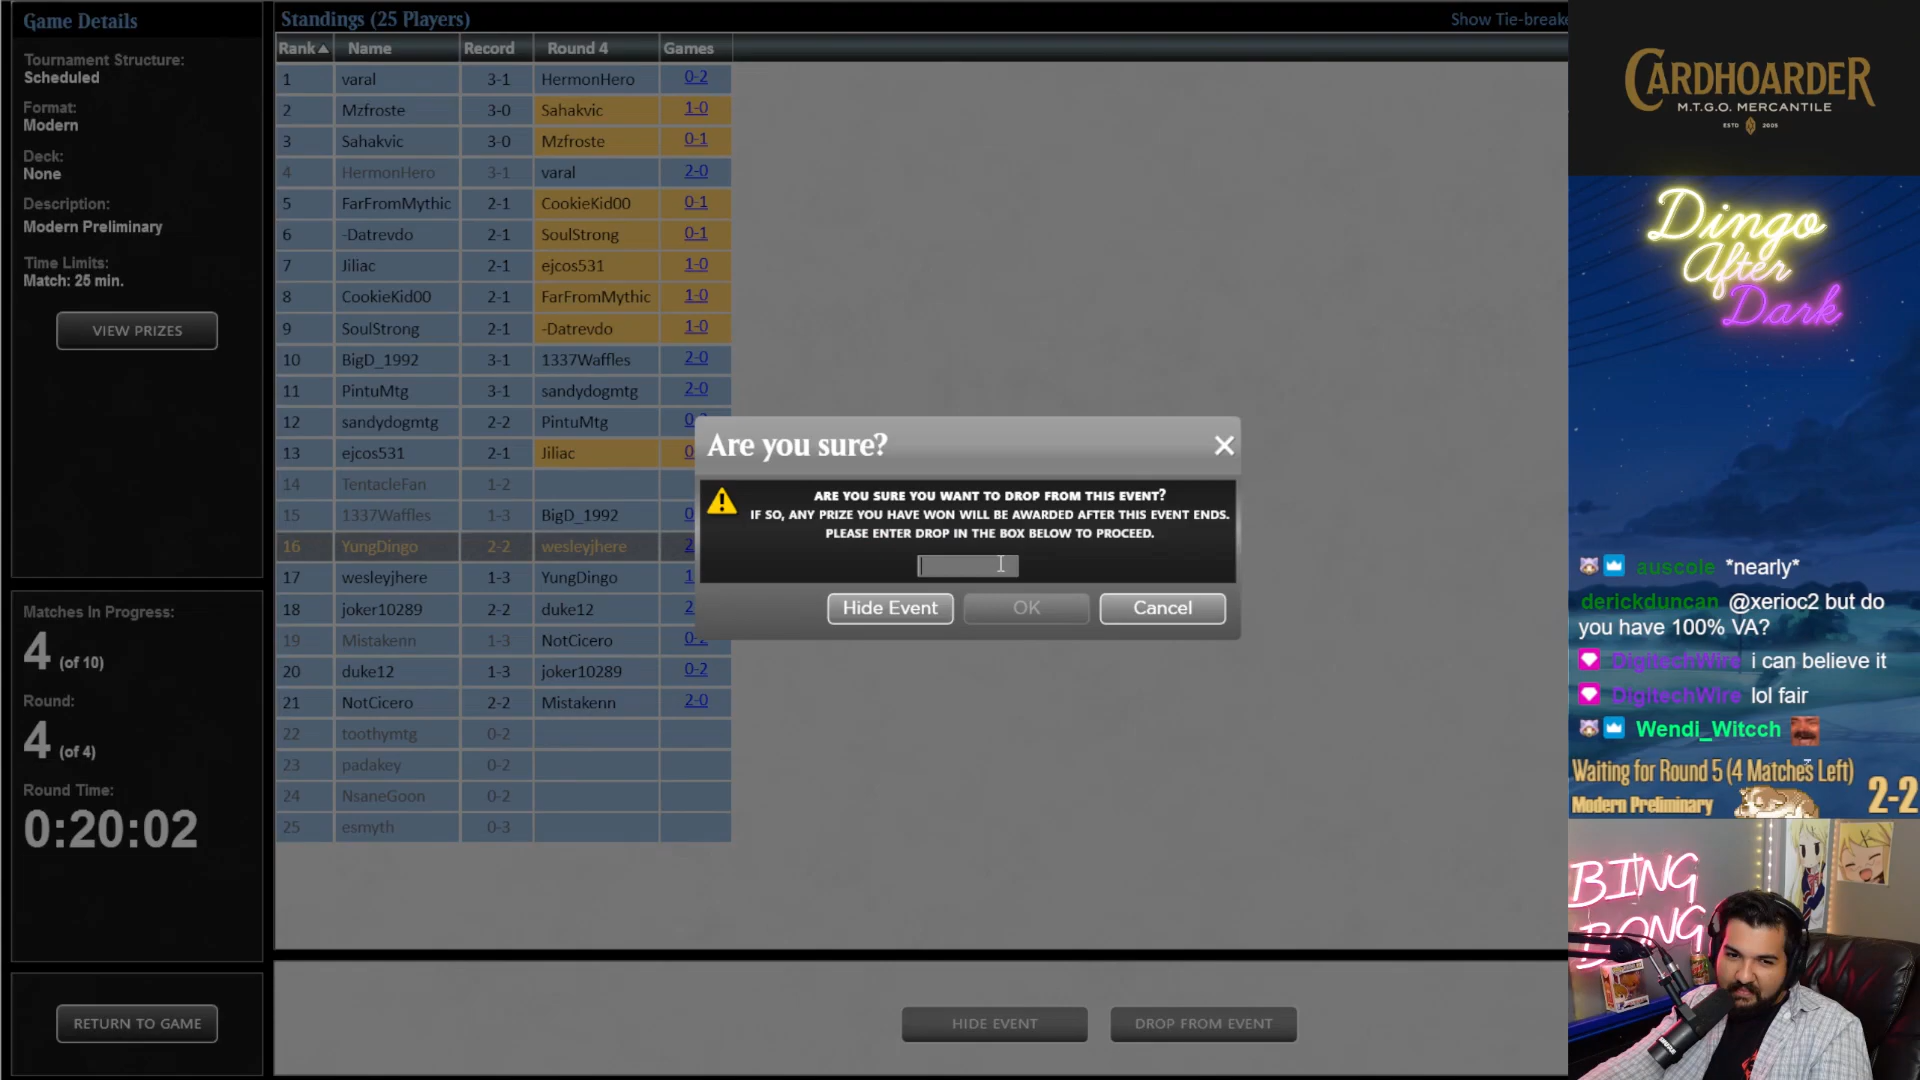 Game Details
Tournament Structure:
Scheduled
Format:
Modern
Deck:
None
Description:
Modern Preliminary
Time Limits:
Match: 25 min.
VIEW PRIZES
Matches In Progress:
4 (of 10)
Round:
4 (of 4)
Round Time:
0:20:02
RETURN TO GAME
Standings (25 Players)
Show Tie-breake
Rank Name Record Round 4 Games
1 varal 3-1 HermonHero 0-2
2 Mzfroste 3-0 Sahakvic 1-0
3 Sahakvic 3-0 Mzfroste 0-1
4 HermonHero 3-1 varal 2-0
5 FarFromMythic 2-1 CookieKid00 0-1
6 -Datrevdo 2-1 SoulStrong 0-1
7 Jiliac 2-1 ejcos531 1-0
8 CookieKid00 2-1 FarFromMythic 1-0
9 SoulStrong 2-1 -Datrevdo 1-0
10 BigD_1992 3-1 1337Waffles 2-0
11 PintuMtg 3-1 sandydogmtg 2-0
12 sandydogmtg 2-2 PintuMtg 0-
13 ejcos531 2-1 Jiliac 0
14 TentacleFan 1-2
15 1337Waffles 1-3 BigD_1992 0
16 YungDingo 2-2 wesleyjhere 2
17 wesleyjhere 1-3 YungDingo 1
18 joker10289 2-2 duke12 2
19 Mistakenn 1-3 NotCicero 0-2
20 duke12 1-3 joker10289 0-2
21 NotCicero 2-2 Mistakenn 2-0
22 toothymtg 0-2
23 padakey 0-2
24 NsaneGoon 0-2
25 esmyth 0-3
Are you sure?
ARE YOU SURE YOU WANT TO DROP FROM THIS EVENT?
IF SO, ANY PRIZE YOU HAVE WON WILL BE AWARDED AFTER THIS EVENT ENDS.
PLEASE ENTER DROP IN THE BOX BELOW TO PROCEED.
Hide Event OK Cancel
HIDE EVENT DROP FROM EVENT
CARDHOARDER
M.T.G.O. MERCANTILE
ESTD 2005
Dingo
After
Dark
auscole *nearly*
derickduncan @xerioc2 but do
you have 100% VA?
DigitechWire i can believe it
DigitechWire lol fair
Wendi_Witcch
Waiting for Round 5 (4 Matches Left)
Modern Preliminary
2-2
BING
BONG